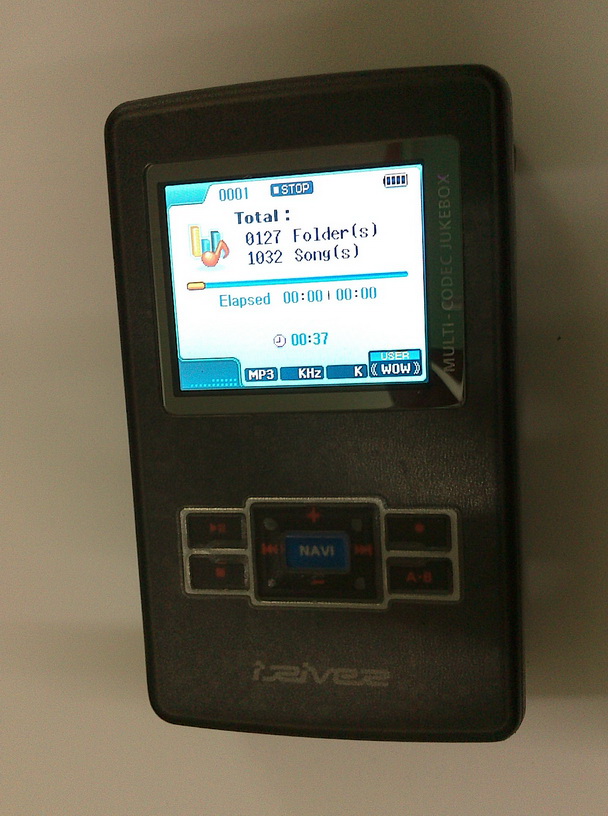 0001 STOP
Total :
0127 Folder(s)
1032 Song(s)
Elapsed 00:00 00:00
00:37
USER
MP3 KHz K WOW
MULTI-CODEC JUKEBOX
NAVI
A-B
iriver